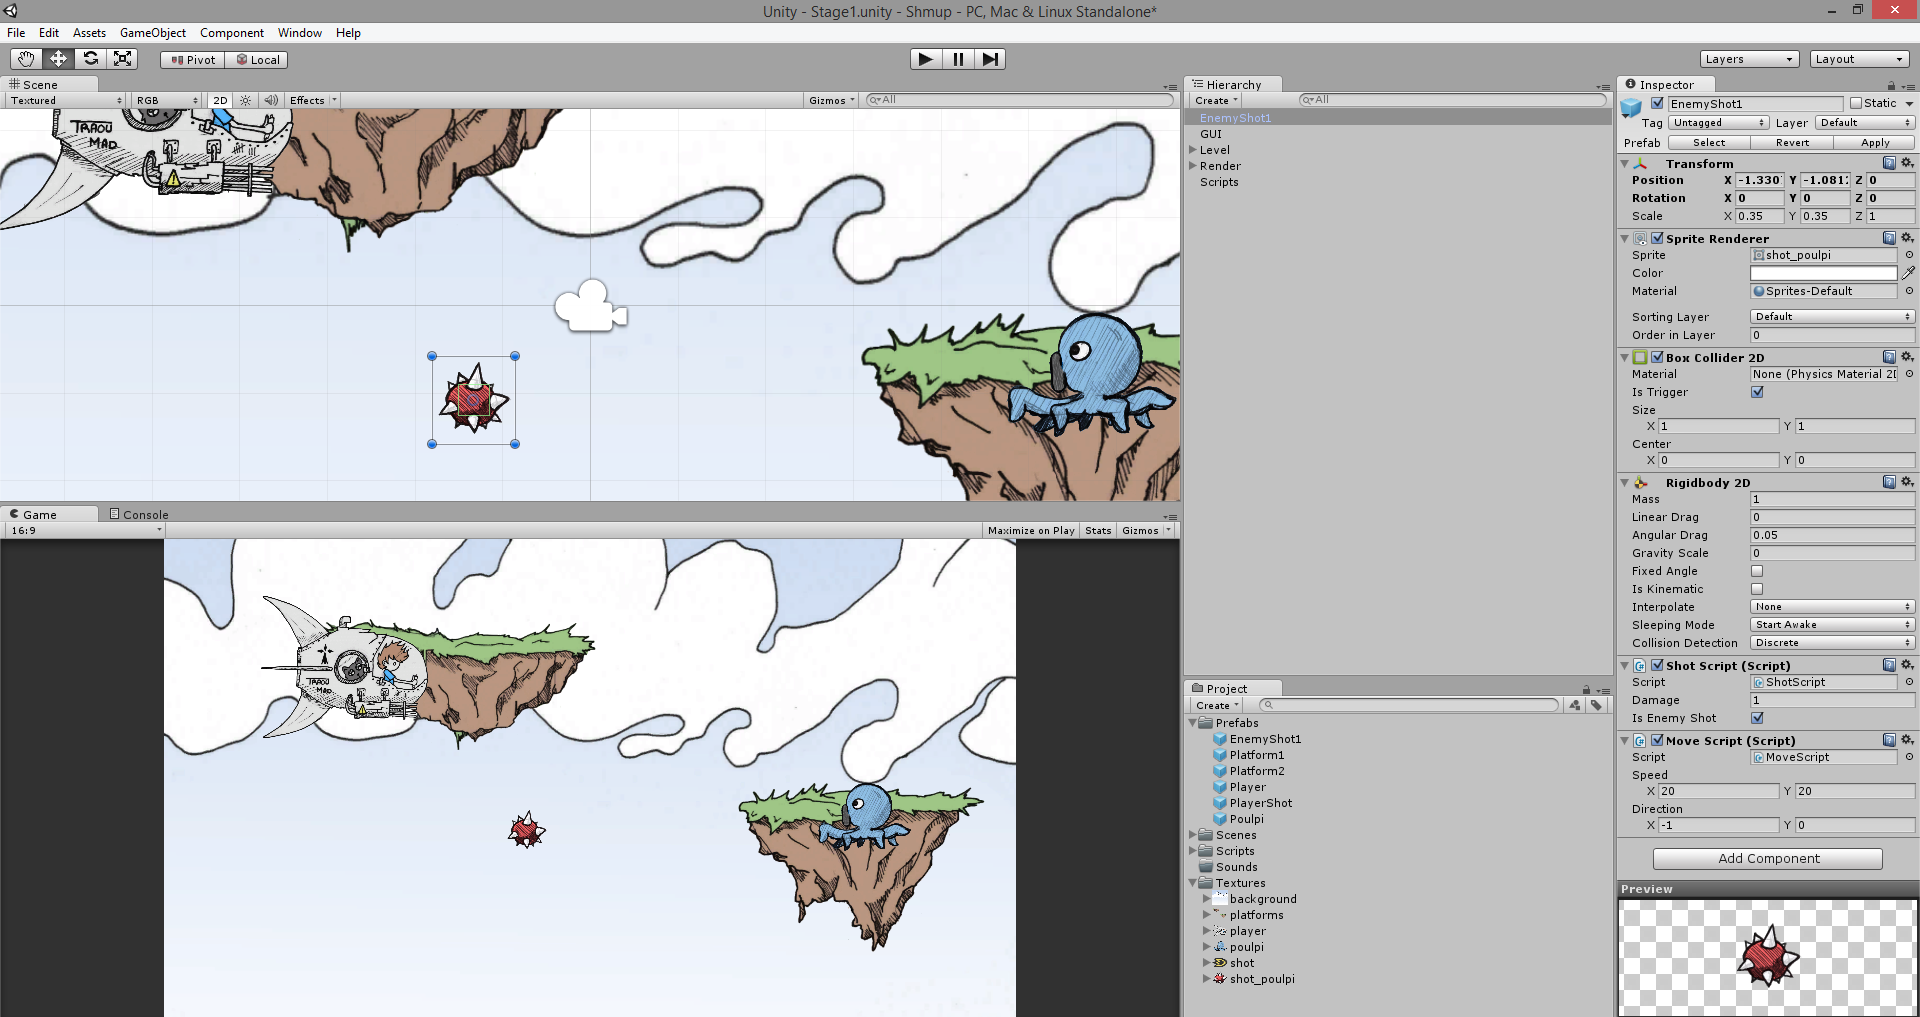 Unity - Stage1.unity - Shmup - PC, Mac & Linux Standalone*
File Edit Assets GameObject Component Window Help
Pivot Local
Layers Layout
Scene
Textured RGB 2D Effects Gizmos All
TRAOU
MAD
Game Console
16:9 Maximize on Play Stats Gizmos
TRAOU
MAD
Hierarchy
Create All
EnemyShot1
GUI
Level
Render
Scripts
Project
Create
Prefabs
EnemyShot1
Platform1
Platform2
Player
PlayerShot
Poulpi
Scenes
Scripts
Sounds
Textures
background
platforms
player
poulpi
shot
shot_poulpi
Inspector
EnemyShot1 Static
Tag Untagged Layer Default
Prefab Select Revert Apply
Transform
Position X -1.330 Y -1.081 Z 0
Rotation X 0 Y 0 Z 0
Scale X 0.35 Y 0.35 Z 1
Sprite Renderer
Sprite shot_poulpi
Color
Material Sprites-Default
Sorting Layer Default
Order in Layer 0
Box Collider 2D
Material None (Physics Material 2D
Is Trigger
Size
X 1 Y 1
Center
X 0 Y 0
Rigidbody 2D
Mass 1
Linear Drag 0
Angular Drag 0.05
Gravity Scale 0
Fixed Angle
Is Kinematic
Interpolate None
Sleeping Mode Start Awake
Collision Detection Discrete
Shot Script (Script)
Script ShotScript
Damage 1
Is Enemy Shot
Move Script (Script)
Script MoveScript
Speed
X 20 Y 20
Direction
X -1 Y 0
Add Component
Preview